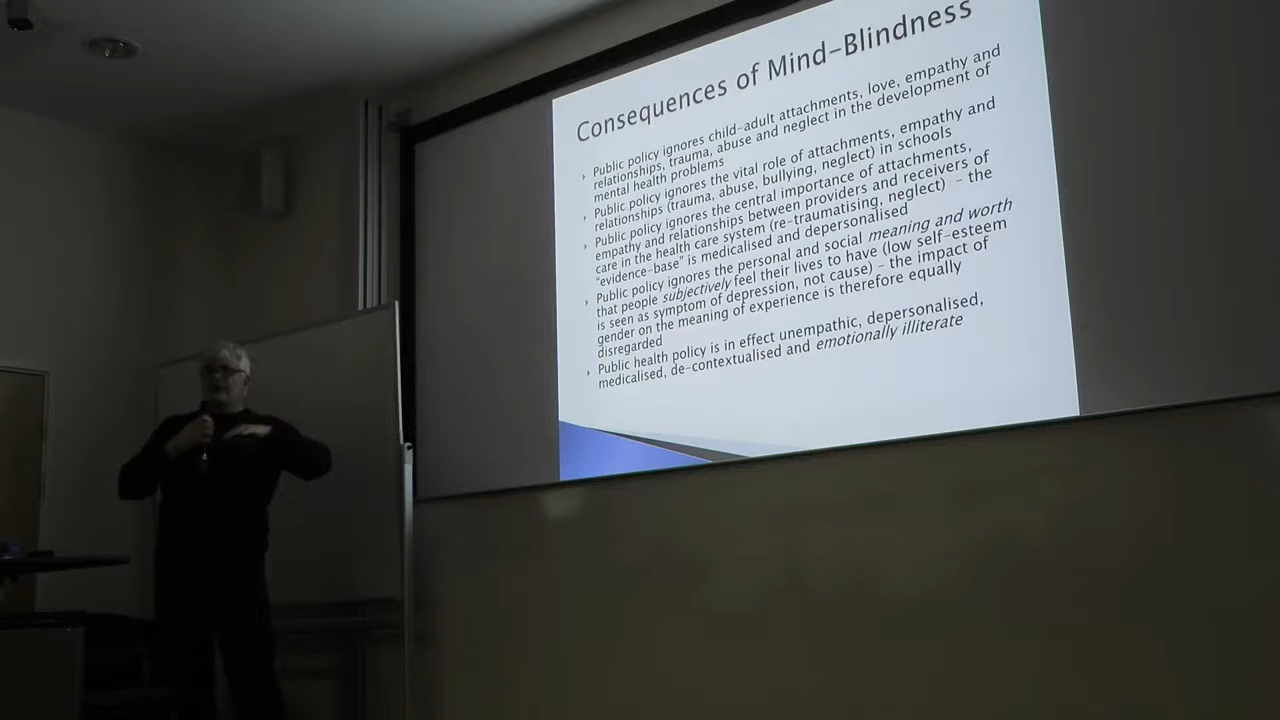 Consequences of Mind-Blindness
Public policy ignores child-adult attachments, love, empathy and
relationships, trauma, abuse and neglect in the development of
mental health problems
Public policy ignores the vital role of attachments, empathy and
relationships (trauma, abuse, bullying, neglect) in schools
Public policy ignores the central importance of attachments,
empathy and relationships between providers and receivers of
care in the health care system (re-traumatising, neglect) - the
"evidence-base" is medicalised and depersonalised
Public policy ignores the personal and social meaning and worth
that people subjectively feel their lives to have (low self-esteem
is seen as symptom of depression, not cause) - the impact of
gender on the meaning of experience is therefore equally
disregarded
Public health policy is in effect unempathic, depersonalised,
medicalised, de-contextualised and emotionally illiterate